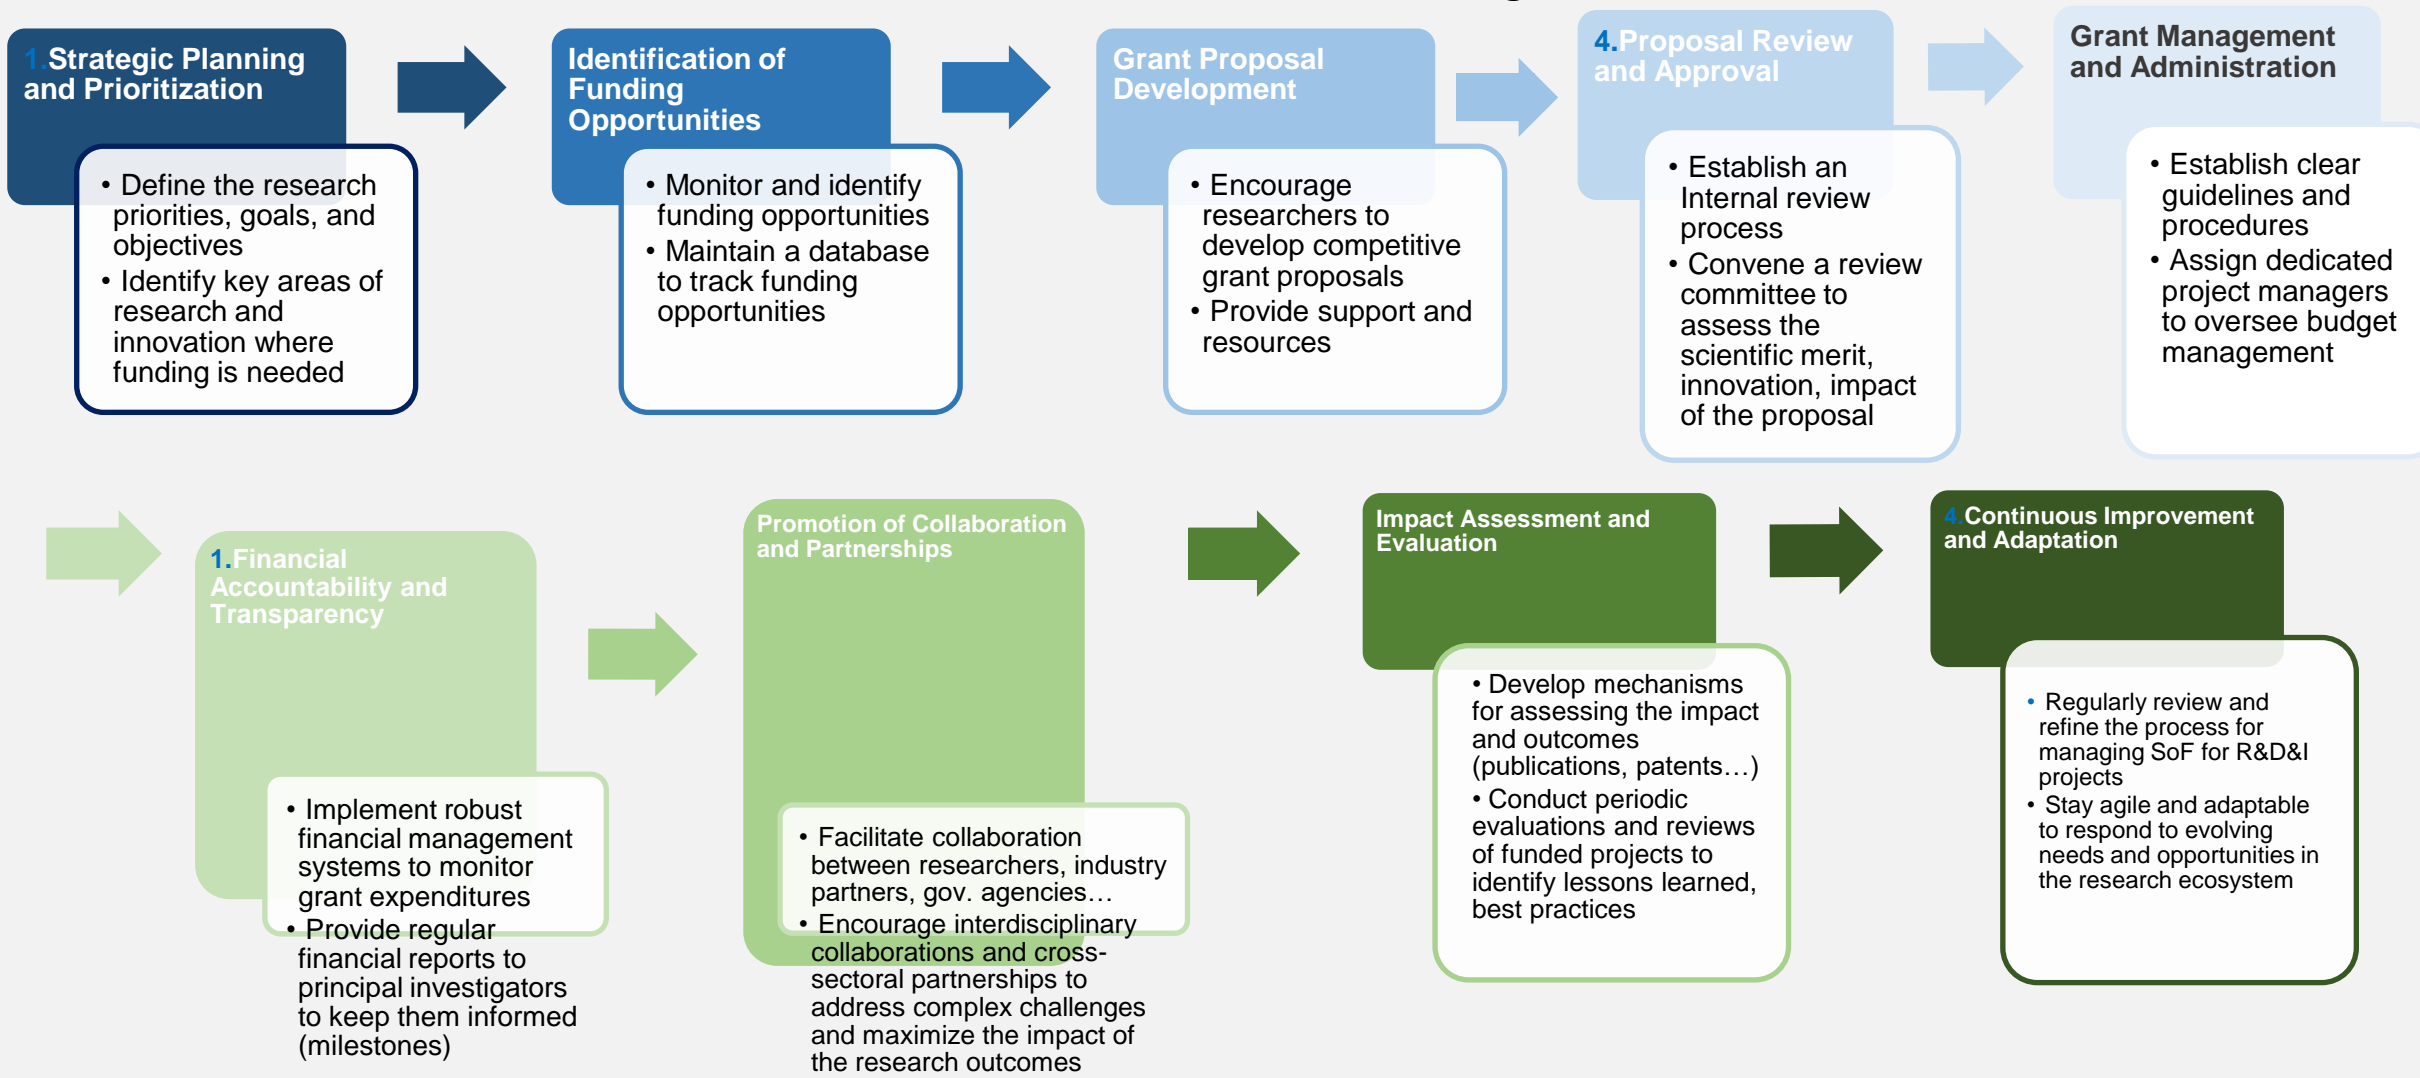 1.Strategic Planning
and Prioritization
• Define the research
priorities, goals, and
objectives
• Identify key areas of
research and
innovation where
funding is needed
Identification of
Funding
Opportunities
• Monitor and identify
funding opportunities
• Maintain a database
to track funding
opportunities
Grant Proposal
Development
• Encourage
researchers to
develop competitive
grant proposals
• Provide support and
resources
4.Proposal Review
and Approval
• Establish an
Internal review
process
• Convene a review
committee to
assess the
scientific merit,
innovation, impact
of the proposal
Grant Management
and Administration
• Establish clear
guidelines and
procedures
• Assign dedicated
project managers
to oversee budget
management
1.Financial
Accountability and
Transparency
• Implement robust
financial management
systems to monitor
grant expenditures
• Provide regular
financial reports to
principal investigators
to keep them informed
(milestones)
Promotion of Collaboration
and Partnerships
• Facilitate collaboration
between researchers, industry
partners, gov. agencies…
• Encourage interdisciplinary
collaborations and cross-
sectoral partnerships to
address complex challenges
and maximize the impact of
the research outcomes
Impact Assessment and
Evaluation
• Develop mechanisms
for assessing the impact
and outcomes
(publications, patents…)
• Conduct periodic
evaluations and reviews
of funded projects to
identify lessons learned,
best practices
4.Continuous Improvement
and Adaptation
• Regularly review and
refine the process for
managing SoF for R&D&I
projects
• Stay agile and adaptable
to respond to evolving
needs and opportunities in
the research ecosystem